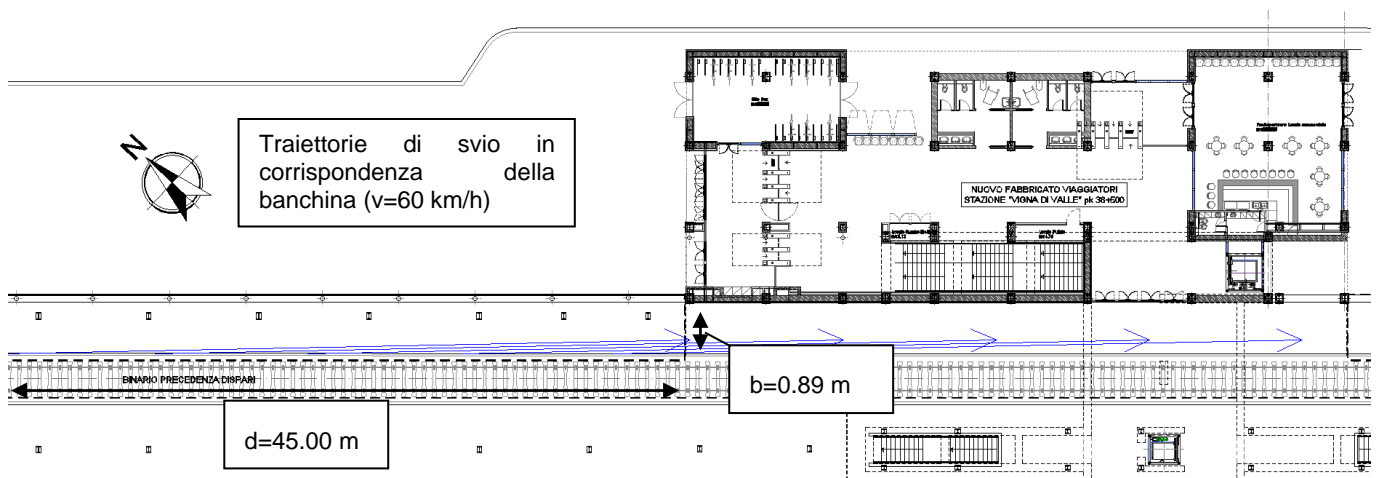 N
Traiettorie di svio in
corrispondenza della
banchina (v=60 km/h)
NUOVO FABBRICATO VIAGGIATORI
STAZIONE "VIGNA DI VALLE" pk 36+500
BINARIO PRECEDENZA DISPARI
b=0.89 m
d=45.00 m